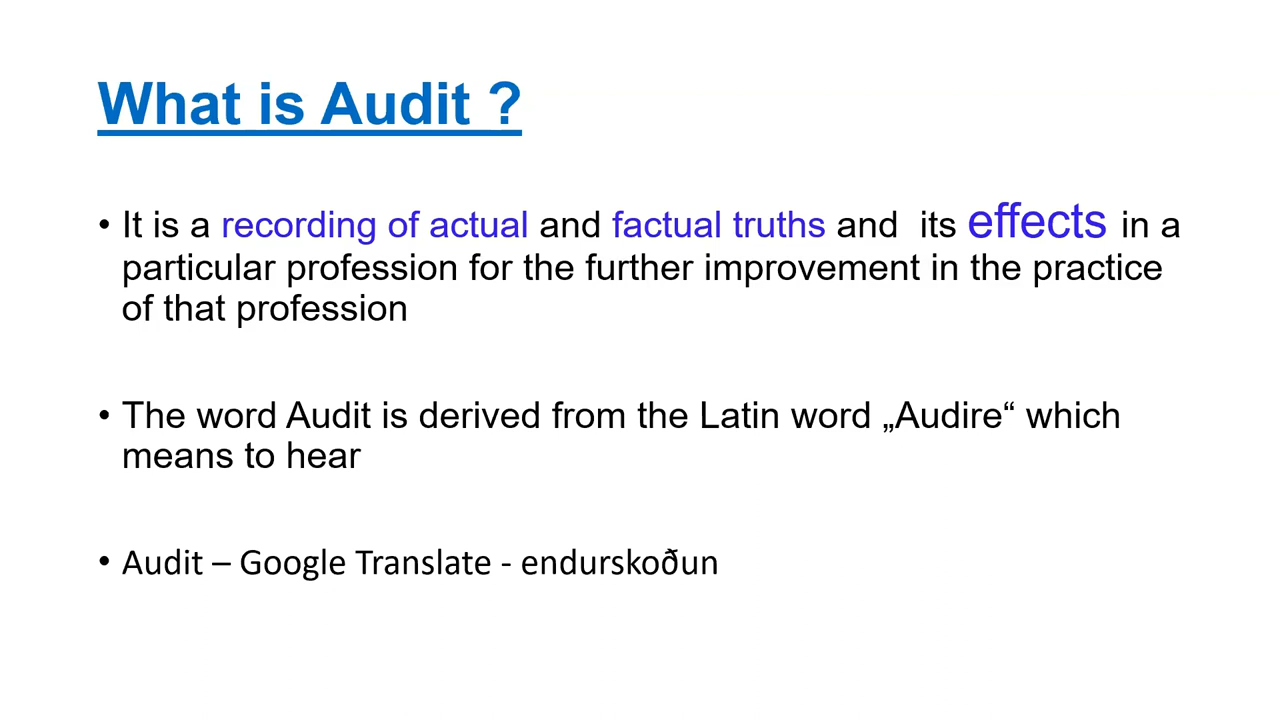 What is Audit ?
• It is a recording of actual and factual truths and  its effects in a
particular profession for the further improvement in the practice
of that profession
• The word Audit is derived from the Latin word „Audire“ which
means to hear
• Audit – Google Translate - endurskoðun